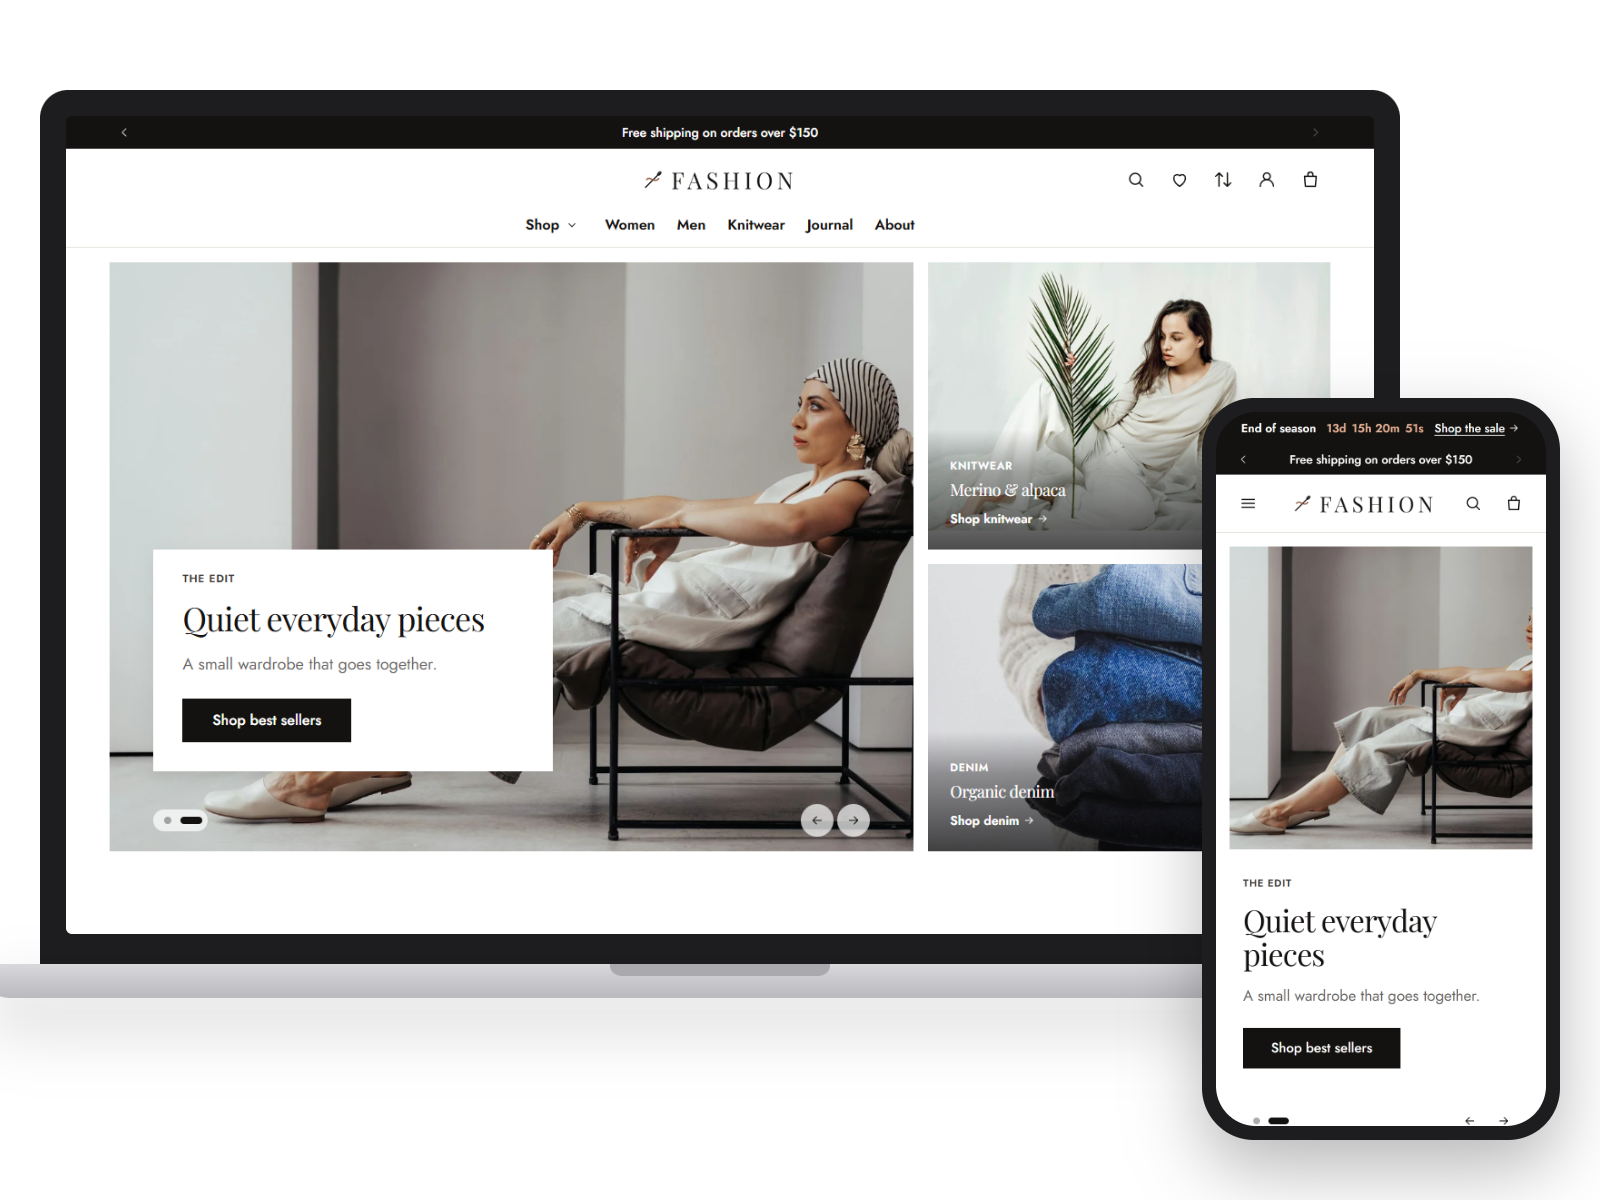 Free shipping on orders over $150
FASHION
Shop Women Men Knitwear Journal About
THE EDIT
Quiet everyday pieces
A small wardrobe that goes together.
Shop best sellers
KNITWEAR
Merino & alpaca
Shop knitwear →
DENIM
Organic denim
Shop denim →
End of season 13d 15h 20m 51s Shop the sale →
Free shipping on orders over $150
FASHION
THE EDIT
Quiet everyday
pieces
A small wardrobe that goes together.
Shop best sellers